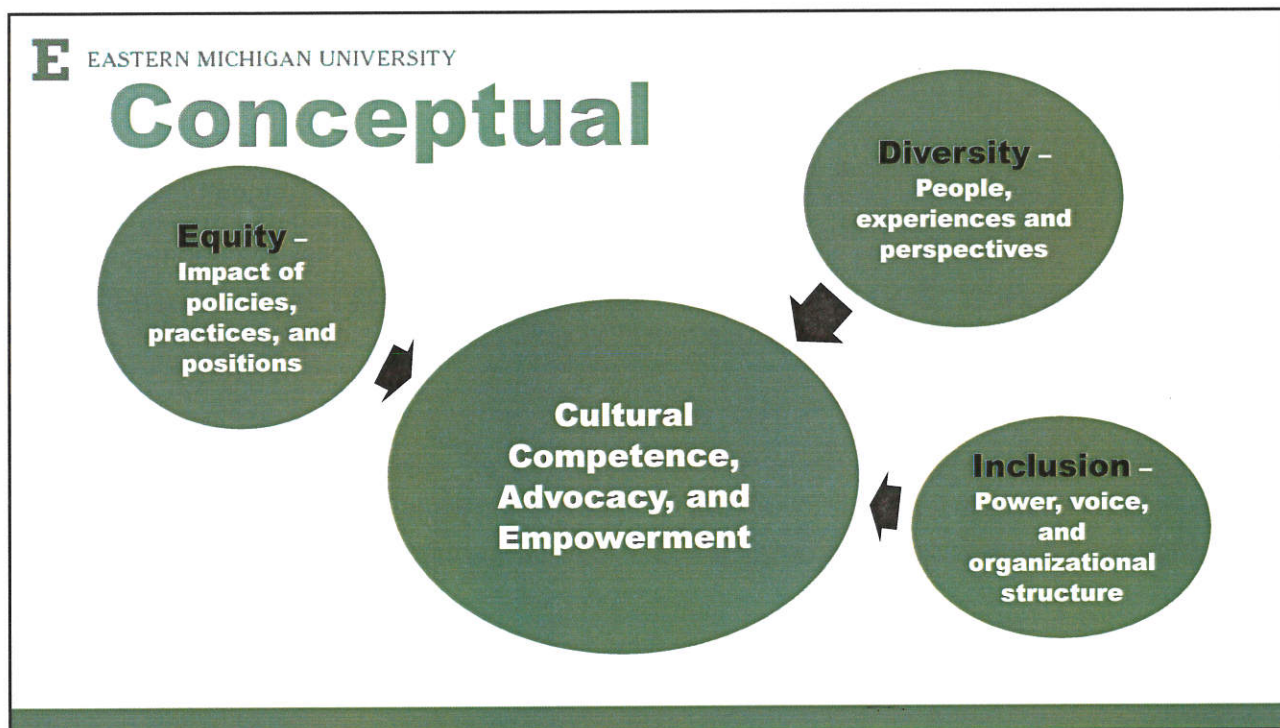 E EASTERN MICHIGAN UNIVERSITY
Conceptual
Equity –
Impact of
policies,
practices, and
positions
Diversity –
People,
experiences and
perspectives
Cultural
Competence,
Advocacy, and
Empowerment
Inclusion –
Power, voice,
and
organizational
structure